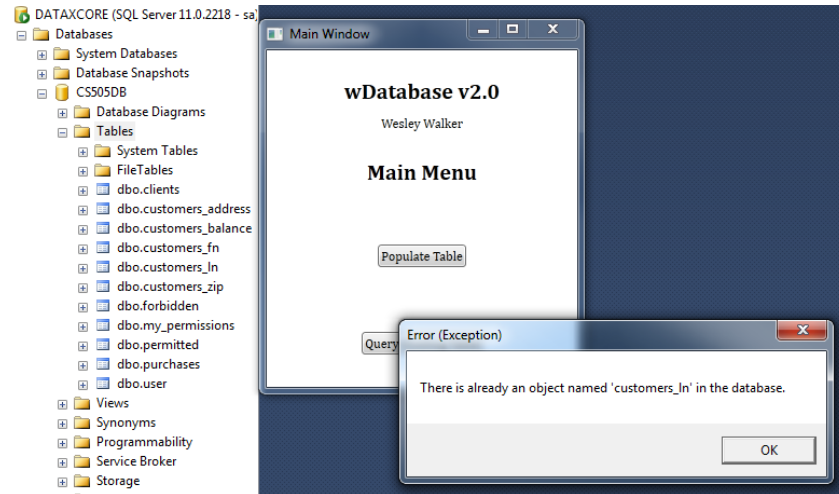 DATAXCORE (SQL Server 11.0.2218 - sa)
Databases
System Databases
Database Snapshots
CS505DB
Database Diagrams
Tables
System Tables
FileTables
dbo.clients
dbo.customers_address
dbo.customers_balance
dbo.customers_fn
dbo.customers_ln
dbo.customers_zip
dbo.forbidden
dbo.my_permissions
dbo.permitted
dbo.purchases
dbo.user
Views
Synonyms
Programmability
Service Broker
Storage
Main Window
wDatabase v2.0
Wesley Walker
Main Menu
Populate Table
Query
Error (Exception)
There is already an object named 'customers_ln' in the database.
OK